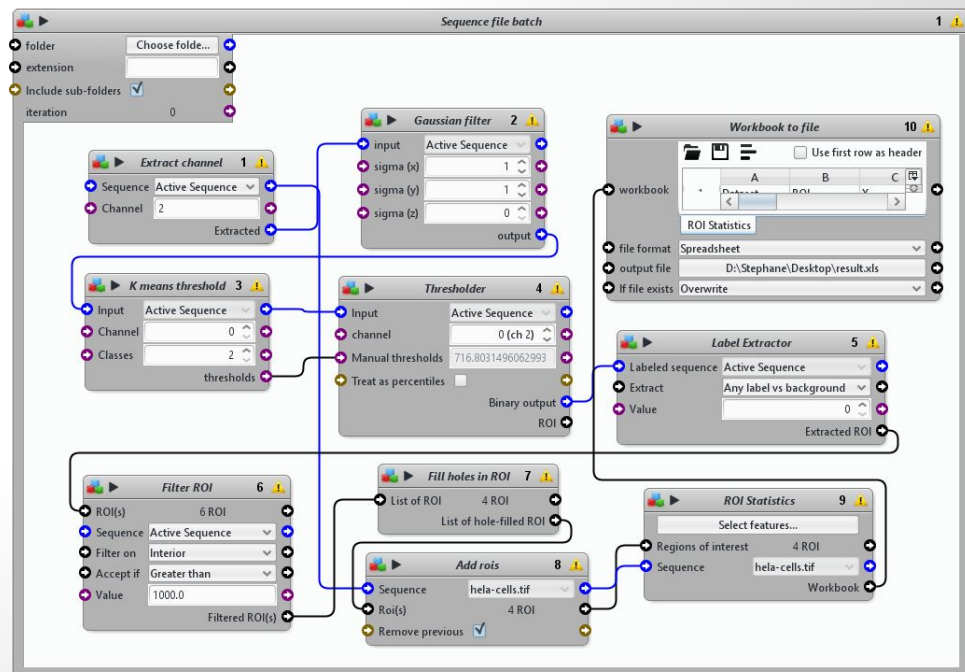 Sequence file batch 1
folder Choose folde...
extension
Include sub-folders
iteration 0
Extract channel 1
Sequence Active Sequence
Channel 2
Extracted
Gaussian filter 2
input Active Sequence
sigma (x) 1
sigma (y) 1
sigma (z) 0
output
Workbook to file 10
Use first row as header
workbook
A B C
1 Dataset ROI X
ROI Statistics
file format Spreadsheet
output file D:\Stephane\Desktop\result.xls
If file exists Overwrite
K means threshold 3
Input Active Sequence
Channel 0
Classes 2
thresholds
Thresholder 4
Input Active Sequence
channel 0 (ch 2)
Manual thresholds 716.8031496062993
Treat as percentiles
Binary output
ROI
Label Extractor 5
Labeled sequence Active Sequence
Extract Any label vs background
Value 0
Extracted ROI
Filter ROI 6
ROI(s) 6 ROI
Sequence Active Sequence
Filter on Interior
Accept if Greater than
Value 1000.0
Filtered ROI(s)
Fill holes in ROI 7
List of ROI 4 ROI
List of hole-filled ROI
Add rois 8
Sequence hela-cells.tif
Roi(s) 4 ROI
Remove previous
ROI Statistics 9
Select features...
Regions of interest 4 ROI
Sequence hela-cells.tif
Workbook